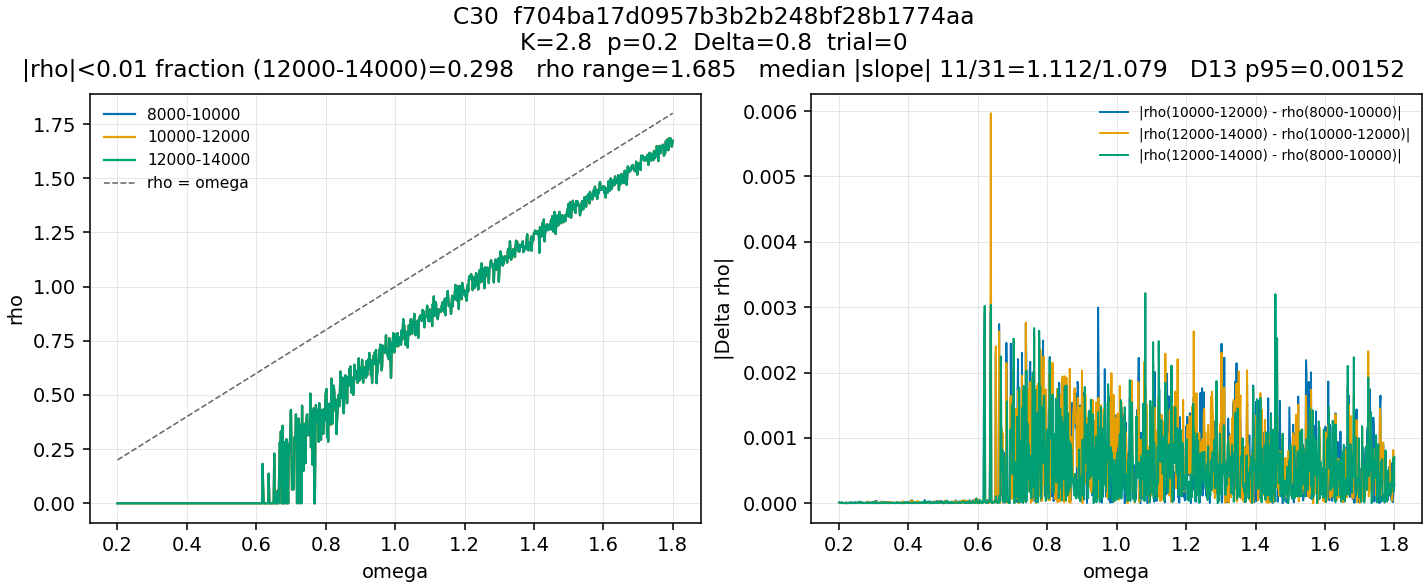 C30  f704ba17d0957b3b2b248bf28b1774aa
K=2.8  p=0.2  Delta=0.8  trial=0
|rho|<0.01 fraction (12000-14000)=0.298   rho range=1.685   median |slope| 11/31=1.112/1.079   D13 p95=0.00152
rho
1.75
1.50
1.25
1.00
0.75
0.50
0.25
0.00
8000-10000
10000-12000
12000-14000
rho = omega
0.2 0.4 0.6 0.8 1.0 1.2 1.4 1.6 1.8
omega
|Delta rho|
0.006
0.005
0.004
0.003
0.002
0.001
0.000
|rho(10000-12000) - rho(8000-10000)|
|rho(12000-14000) - rho(10000-12000)|
|rho(12000-14000) - rho(8000-10000)|
0.2 0.4 0.6 0.8 1.0 1.2 1.4 1.6 1.8
omega